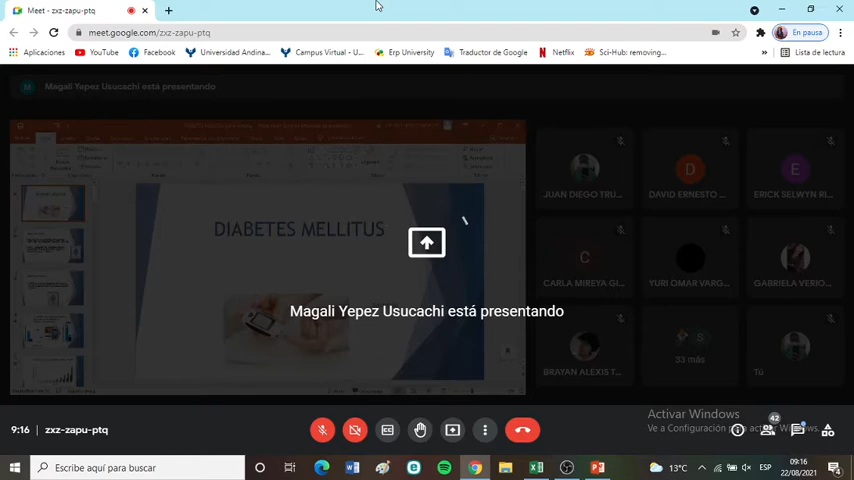 Meet - zxz-zapu-ptq
meet.google.com/zxz-zapu-ptq
En pausa
Aplicaciones
YouTube
Facebook
Universidad Andina...
Campus Virtual - U...
Erp University
Traductor de Google
Netflix
Sci-Hub: removing...
Lista de lectura
M
Magali Yepez Usucachi está presentando
DIABETES MELLITUS
JUAN DIEGO TRU...
D
DAVID ERNESTO ...
E
ERICK SELWYN RI...
C
CARLA MIREYA GI...
YURI OMAR VARG...
GABRIELA VERIO...
BRAYAN ALEXIS T...
S
33 más
Tú
Magali Yepez Usucachi está presentando
9:16
zxz-zapu-ptq
42
Activar Windows
Ve a Configuración para activar Windows.
Escribe aquí para buscar
13°C
ESP
09:16
22/08/2021
4